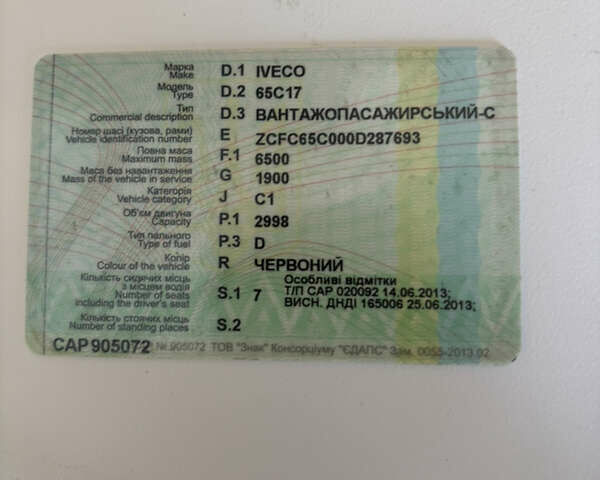 Марка D.1 IVECO
Make
Модель D.2 65C17
Type
Тип D.3 ВАНТАЖОПАСАЖИРСЬКИЙ-С
Commercial description
Номер шасі (кузова, рами) E ZCFC65C000D287693
Vehicle identification number
Повна маса F.1 6500
Maximum mass
Маса без навантаження G 1900
Mass of the vehicle in service
Категорія J C1
Vehicle category
Об'єм двигуна P.1 2998
Capacity
Тип пального P.3 D
Type of fuel
Колір R ЧЕРВОНИЙ
Colour of the vehicle
Кількість сидячих місць Особливі відмітки
з місцем водія S.1 7 Т/П САР 020092 14.06.2013;
Number of seats ВИСН. ДНДІ 165006 25.06.2013;
including the driver's seat
Кількість стоячих місць S.2
Number of standing places
САР 905072 № 905072 ТОВ "Знак" Консорціуму "ЄДАПС" Зам. 0055-2013.02